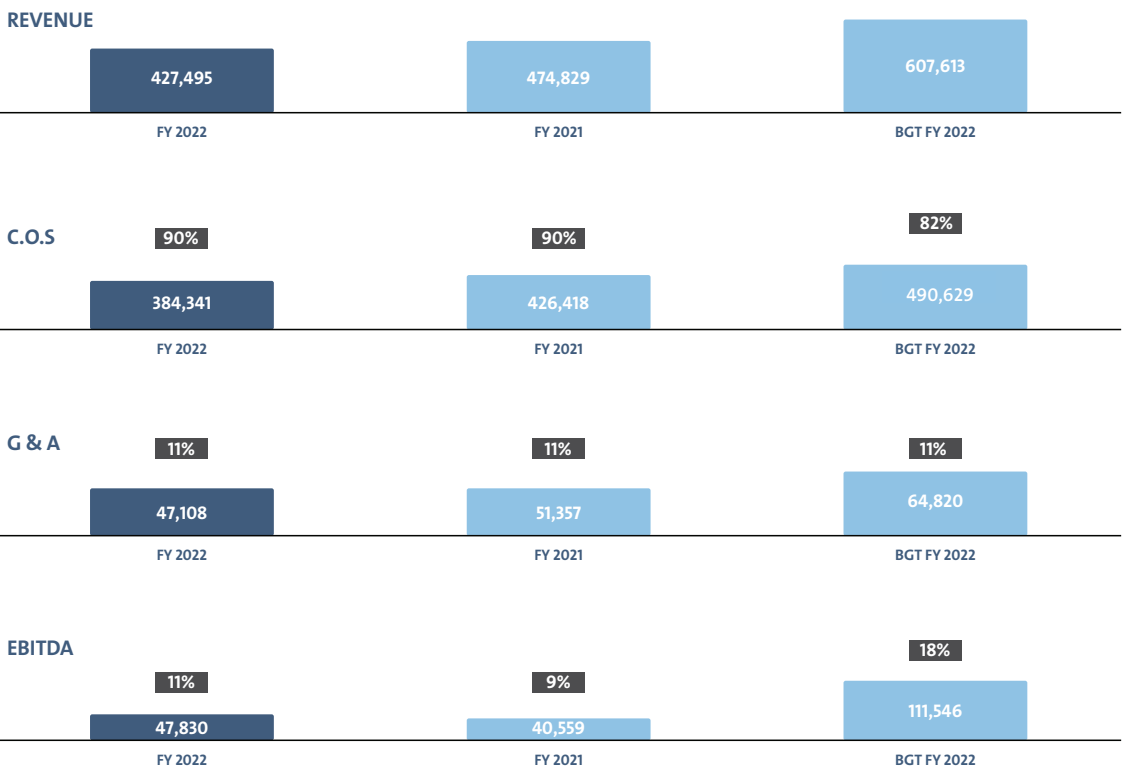 REVENUE
427,495
474,829
607,613
FY 2022
FY 2021
BGT FY 2022
C.O.S
90%
90%
82%
384,341
426,418
490,629
FY 2022
FY 2021
BGT FY 2022
G & A
11%
11%
11%
47,108
51,357
64,820
FY 2022
FY 2021
BGT FY 2022
EBITDA
11%
9%
18%
47,830
40,559
111,546
FY 2022
FY 2021
BGT FY 2022